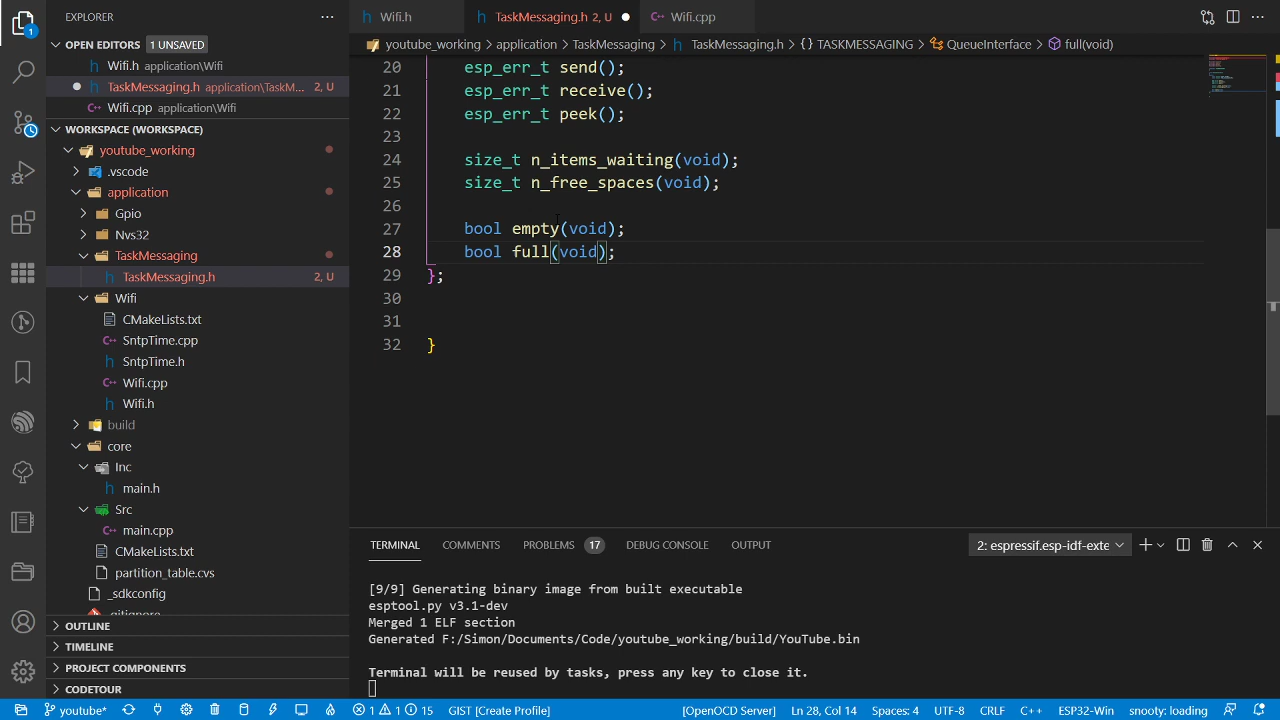 EXPLORER
OPEN EDITORS 1 UNSAVED
Wifi.h application\Wifi
TaskMessaging.h application\TaskM... 2, U
Wifi.cpp application\Wifi
WORKSPACE (WORKSPACE)
youtube_working
.vscode
application
Gpio
Nvs32
TaskMessaging
TaskMessaging.h 2, U
Wifi
CMakeLists.txt
SntpTime.cpp
SntpTime.h
Wifi.cpp
Wifi.h
build
core
Inc
main.h
Src
main.cpp
CMakeLists.txt
partition_table.cvs
_sdkconfig
.gitignore
OUTLINE
TIMELINE
PROJECT COMPONENTS
CODETOUR
Wifi.h
TaskMessaging.h 2, U
Wifi.cpp
youtube_working > application > TaskMessaging > TaskMessaging.h > {} TASKMESSAGING > QueueInterface > full(void)
20 esp_err_t send();
21 esp_err_t receive();
22 esp_err_t peek();
23
24 size_t n_items_waiting(void);
25 size_t n_free_spaces(void);
26
27 bool empty(void);
28 bool full(void);
29 };
30
31
32 }
TERMINAL COMMENTS PROBLEMS 17 DEBUG CONSOLE OUTPUT 2: espressif.esp-idf-exte
[9/9] Generating binary image from built executable
esptool.py v3.1-dev
Merged 1 ELF section
Generated F:/Simon/Documents/Code/youtube_working/build/YouTube.bin
Terminal will be reused by tasks, press any key to close it.
youtube* 1 1 15 GIST [Create Profile] [OpenOCD Server] Ln 28, Col 14 Spaces: 4 UTF-8 CRLF C++ ESP32-Win snooty: loading